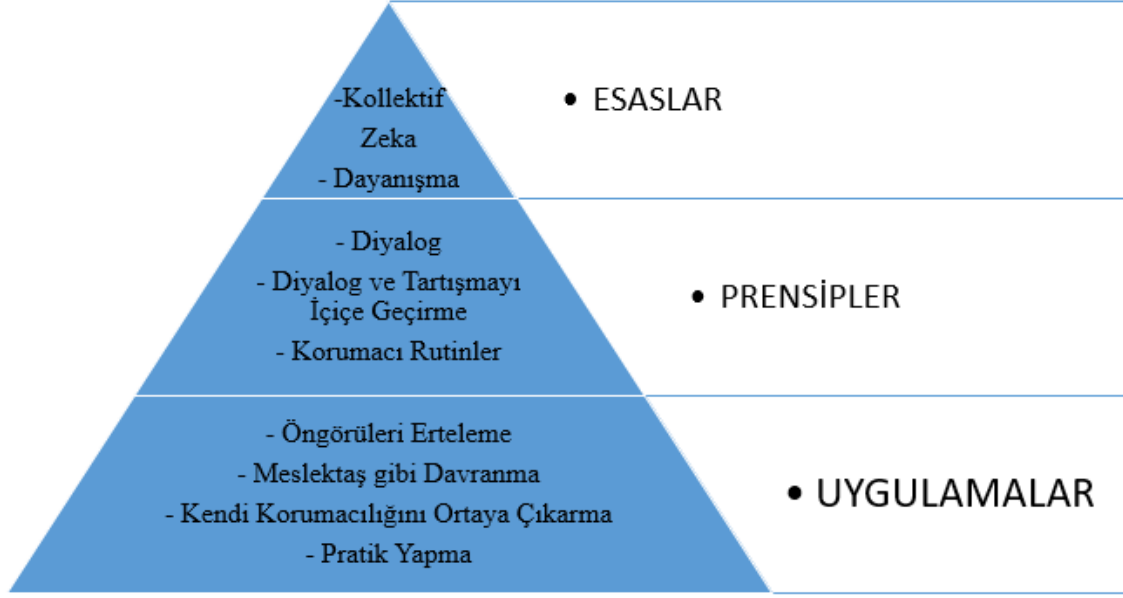 -Kollektif
Zeka
- Dayanışma
• ESASLAR
- Diyalog
- Diyalog ve Tartışmayı
İçiçe Geçirme
- Korumacı Rutinler
• PRENSİPLER
- Öngörüleri Erteleme
- Meslektaş gibi Davranma
- Kendi Korumacılığını Ortaya Çıkarma
- Pratik Yapma
• UYGULAMALAR